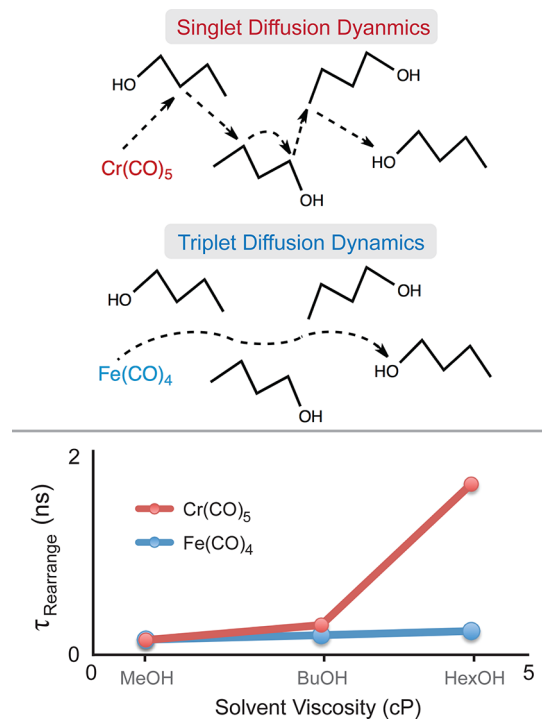 Singlet Diffusion Dyanmics
HO
OH
Cr(CO)5
HO
OH
Triplet Diffusion Dynamics
HO
OH
Fe(CO)4
HO
OH
2
Cr(CO)5
Fe(CO)4
τRearrange (ns)
0
0
MeOH
BuOH
HexOH
5
Solvent Viscosity (cP)